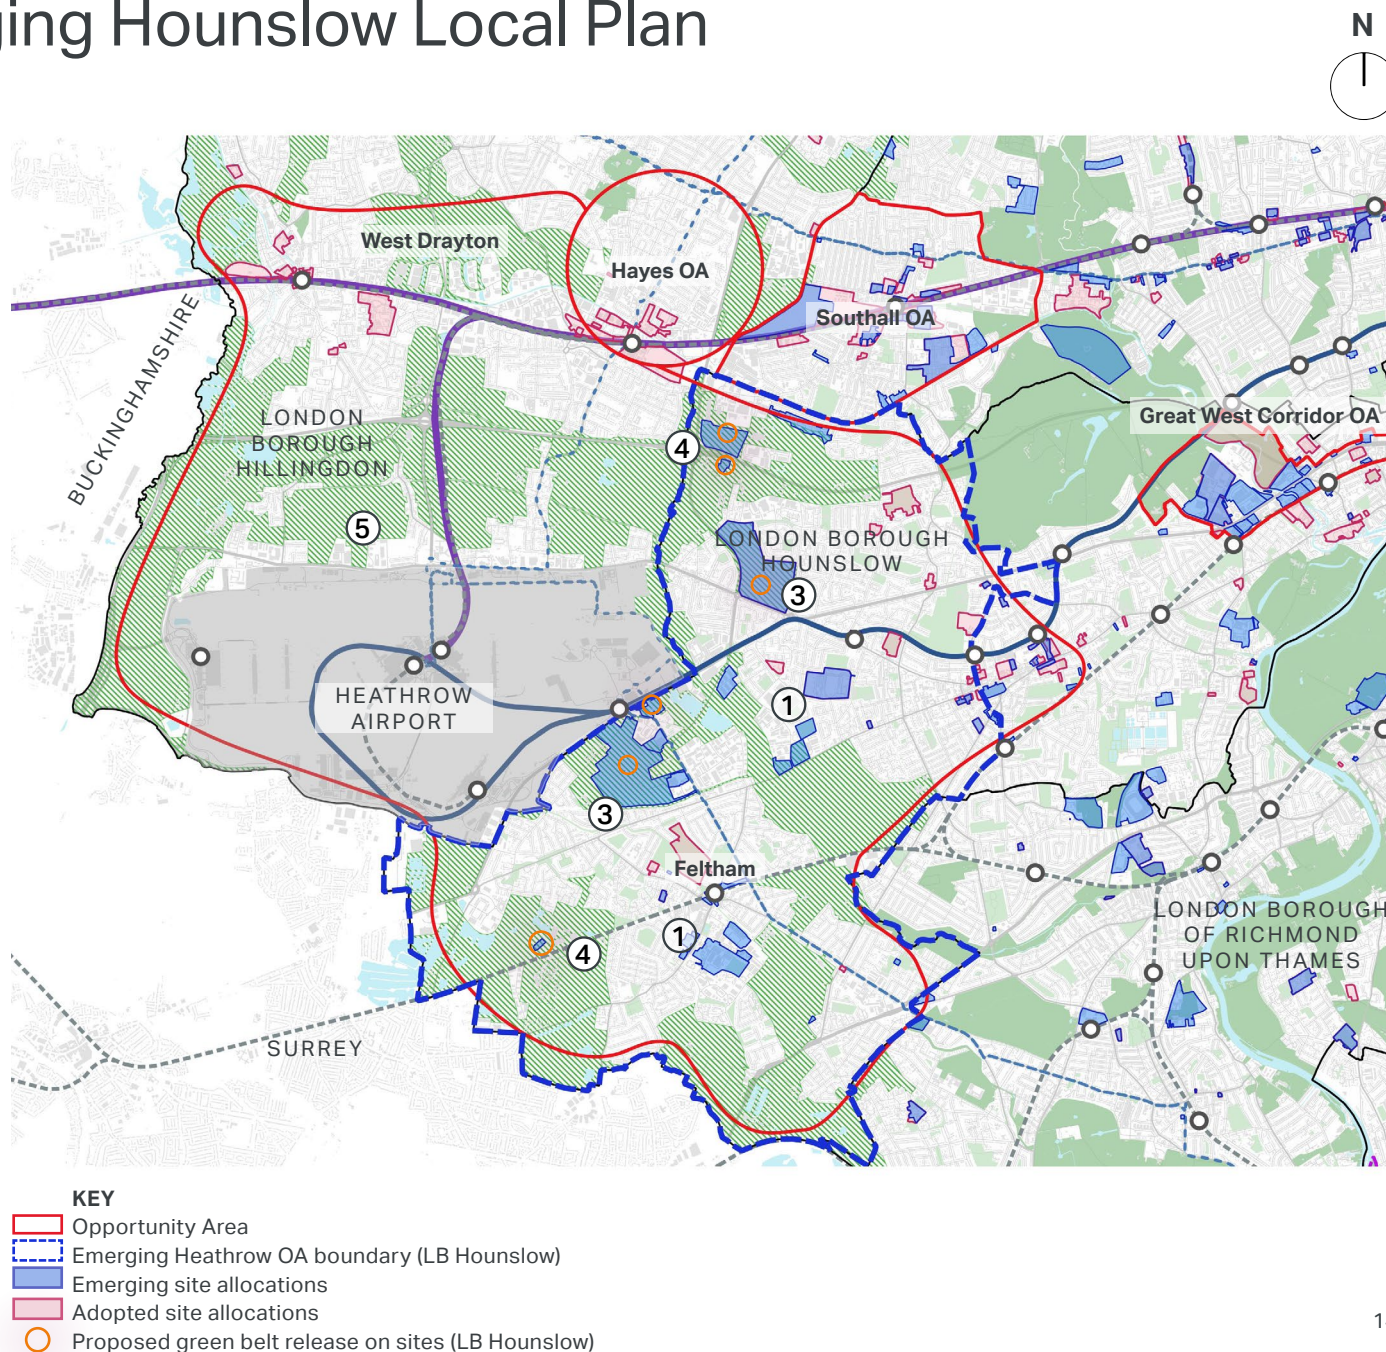 ging Hounslow Local Plan
N
West Drayton
Hayes OA
Southall OA
BUCKINGHAMSHIRE
LONDON
BOROUGH
HILLINGDON
Great West Corridor OA
4
5
LONDON BOROUGH
HOUNSLOW
3
HEATHROW
AIRPORT
1
3
Feltham
1
4
LONDON BOROUGH
OF RICHMOND
UPON THAMES
SURREY
KEY
Opportunity Area
Emerging Heathrow OA boundary (LB Hounslow)
Emerging site allocations
Adopted site allocations
Proposed green belt release on sites (LB Hounslow)